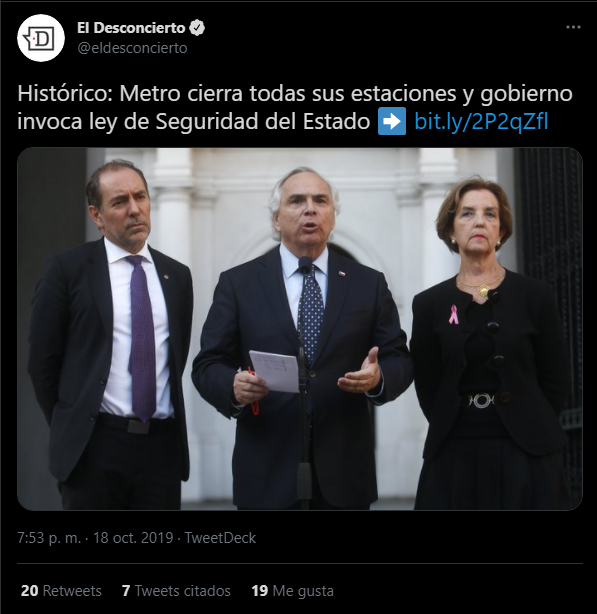 El Desconcierto
@eldesconcierto
D
Histórico: Metro cierra todas sus estaciones y gobierno
invoca ley de Seguridad del Estado ➡️ bit.ly/2P2qZfl
7:53 p. m. · 18 oct. 2019 · TweetDeck
20 Retweets 7 Tweets citados 19 Me gusta